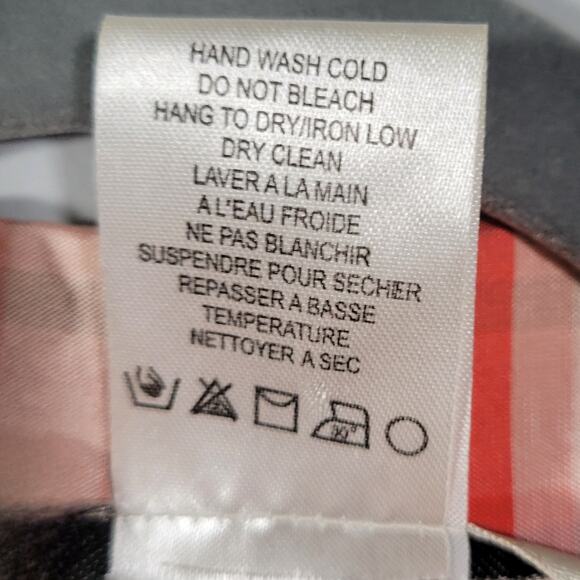 HAND WASH COLD
DO NOT BLEACH
HANG TO DRY/IRON LOW
DRY CLEAN
LAVER A LA MAIN
A L'EAU FROIDE
NE PAS BLANCHIR
SUSPENDRE POUR SECHER
REPASSER A BASSE
TEMPERATURE
NETTOYER A SEC